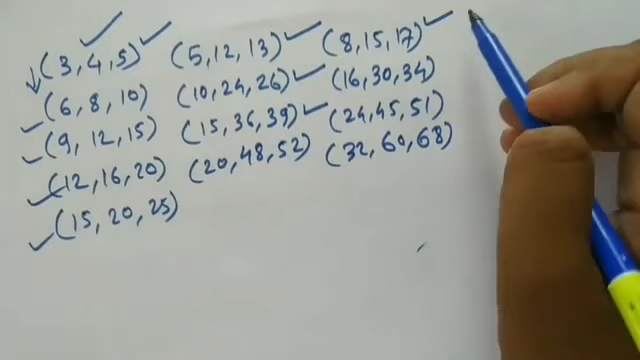 (3, 4, 5) (5, 12, 13) (8, 15, 17)
(6, 8, 10) (10, 24, 26) (16, 30, 34)
(9, 12, 15) (15, 36, 39) (24, 45, 51)
(12, 16, 20) (20, 48, 52) (32, 60, 68)
(15, 20, 25)